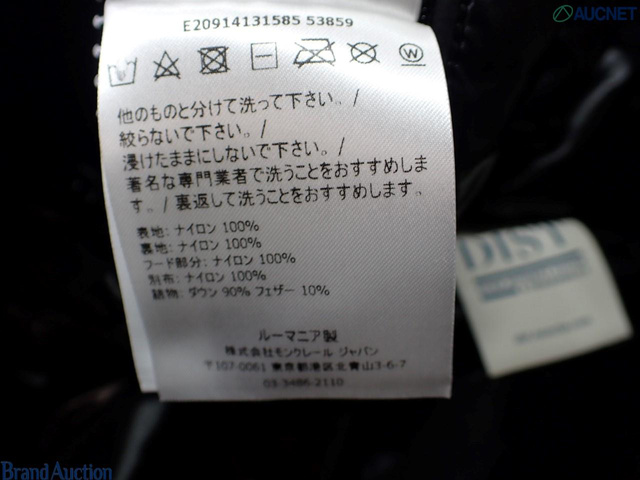 AUCNET
E20914131585 53859
W
他のものと分けて洗って下さい。/
絞らないで下さい。/
浸けたままにしないで下さい。/
著名な専門業者で洗うことをおすすめしま
す。/ 裏返して洗うことをおすすめします。
表地: ナイロン 100%
裏地: ナイロン 100%
フード部分: ナイロン 100%
別布: ナイロン 100%
詰物: ダウン 90% フェザー 10%
ルーマニア製
株式会社モンクレール ジャパン
〒107-0061 東京都港区北青山3-6-7
03-3486-2110
DIST
Brand Auction